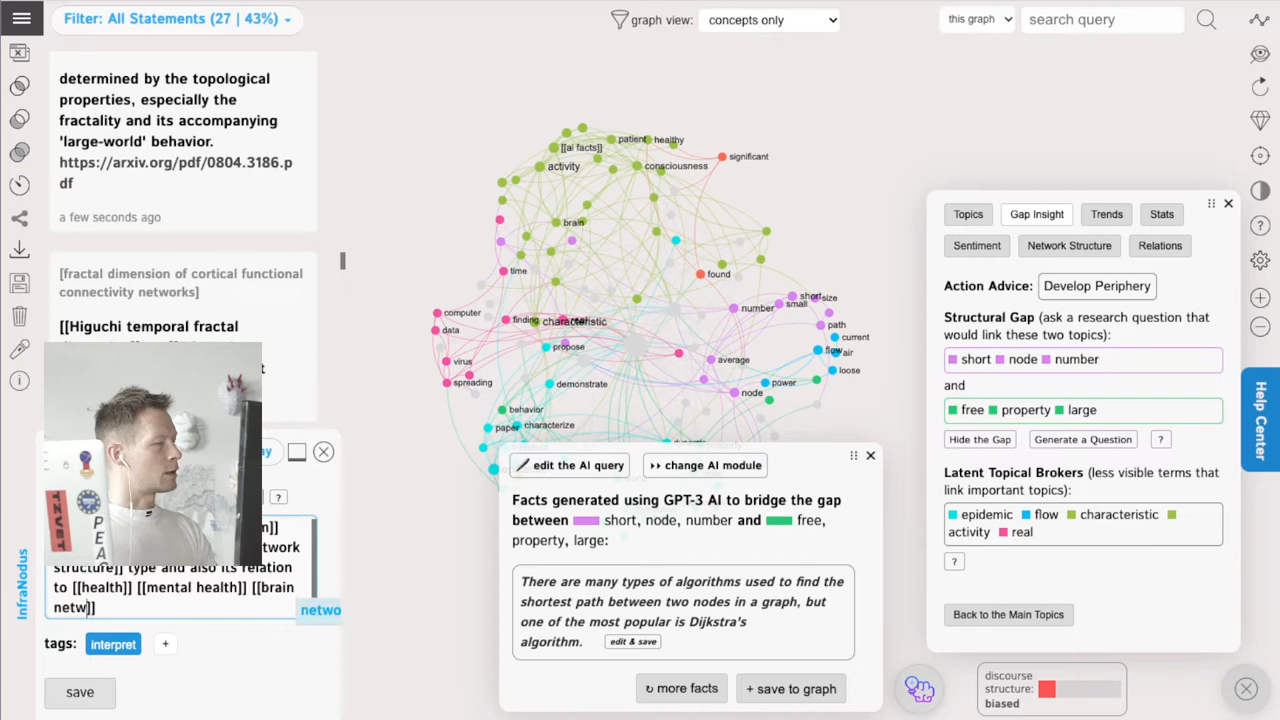 Filter: All Statements (27 | 43%)
graph view: concepts only
this graph
search query
determined by the topological
properties, especially the
fractality and its accompanying
'large-world' behavior.
https://arxiv.org/pdf/0804.3186.p
df
a few seconds ago
[fractal dimension of cortical functional
connectivity networks]
[[Higuchi temporal fractal
?
]]
twork
structure]] type and also its relation
to [[health]] [[mental health]] [[brain
netw]]
netwo
tags: interpret +
save
InfraNodus
TZVET
PEA
patient
healthy
[[ai facts]]
significant
activity
consciousness
brain
time
found
computer
finding
characteristic
data
number
short
size
small
path
current
propose
flow
air
virus
average
loose
spreading
demonstrate
power
node
behavior
paper
characterize
edit the AI query
change AI module
Facts generated using GPT-3 AI to bridge the gap
between short, node, number and free,
property, large:
There are many types of algorithms used to find the
shortest path between two nodes in a graph, but
one of the most popular is Dijkstra's
algorithm. edit & save
↻ more facts
+ save to graph
Topics
Gap Insight
Trends
Stats
Sentiment
Network Structure
Relations
Action Advice: Develop Periphery
Structural Gap (ask a research question that
would link these two topics):
short node number
and
free property large
Hide the Gap
Generate a Question
?
Latent Topical Brokers (less visible terms that
link important topics):
epidemic flow characteristic
activity real
?
Back to the Main Topics
discourse
structure:
biased
Help Center